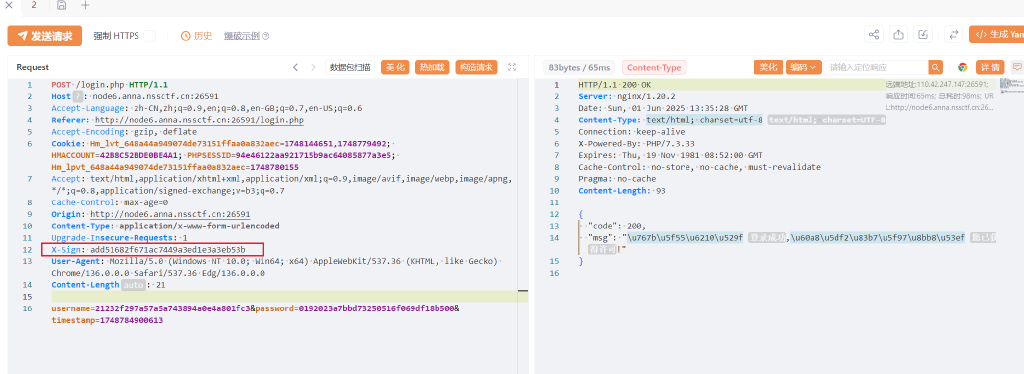 2
发送请求 强制 HTTPS 历史 爆破示例 生成 Yam
Request 数据包扫描 美化 热加载 构造请求
1 POST /login.php HTTP/1.1
2 Host ? : node6.anna.nssctf.cn:26591
3 Accept-Language: zh-CN,zh;q=0.9,en;q=0.8,en-GB;q=0.7,en-US;q=0.6
4 Referer: http://node6.anna.nssctf.cn:26591/login.php
5 Accept-Encoding: gzip, deflate
6 Cookie: Hm_lvt_648a44a949074de73151ffaa0a832aec=1748144651,1748779492;
HMACCOUNT=42B8C52BDE0BE4A1; PHPSESSID=94e46122aa921715b9ac64085877a3e5;
Hm_lpvt_648a44a949074de73151ffaa0a832aec=1748780155
7 Accept: text/html,application/xhtml+xml,application/xml;q=0.9,image/avif,image/webp,image/apng,
*/*;q=0.8,application/signed-exchange;v=b3;q=0.7
8 Cache-Control: max-age=0
9 Origin: http://node6.anna.nssctf.cn:26591
10 Content-Type: application/x-www-form-urlencoded
11 Upgrade-Insecure-Requests: 1
12 X-Sign: add51682f671ac7449a3ed1e3a3eb53b
13 User-Agent: Mozilla/5.0 (Windows NT 10.0; Win64; x64) AppleWebKit/537.36 (KHTML, like Gecko)
Chrome/136.0.0.0 Safari/537.36 Edg/136.0.0.0
14 Content-Length auto : 21
15
16 username=21232f297a57a5a743894a0e4a801fc3&password=0192023a7bbd73250516f069df18b500&
timestamp=1748784900613
83bytes / 65ms Content-Type 美化 编码 请输入定位响应 详情
1 HTTP/1.1 200 OK
2 Server: nginx/1.20.2
3 Date: Sun, 01 Jun 2025 13:35:28 GMT
4 Content-Type: text/html; charset=utf-8 text/html; charset=UTF-8
5 Connection: keep-alive
6 X-Powered-By: PHP/7.3.33
7 Expires: Thu, 19 Nov 1981 08:52:00 GMT
8 Cache-Control: no-store, no-cache, must-revalidate
9 Pragma: no-cache
10 Content-Length: 93
11
12 {
13 "code": 200,
14 "msg": "\u767b\u5f55\u6210\u529f 登录成功,\u60a8\u5df2\u83b7\u5f97\u8bb8\u53ef
!"
15 }
16
远端地址:110.42.247.147:26591;
响应时间:65ms; 总耗时:98ms; UR
L:http://node6.anna.nssctf.cn:26...